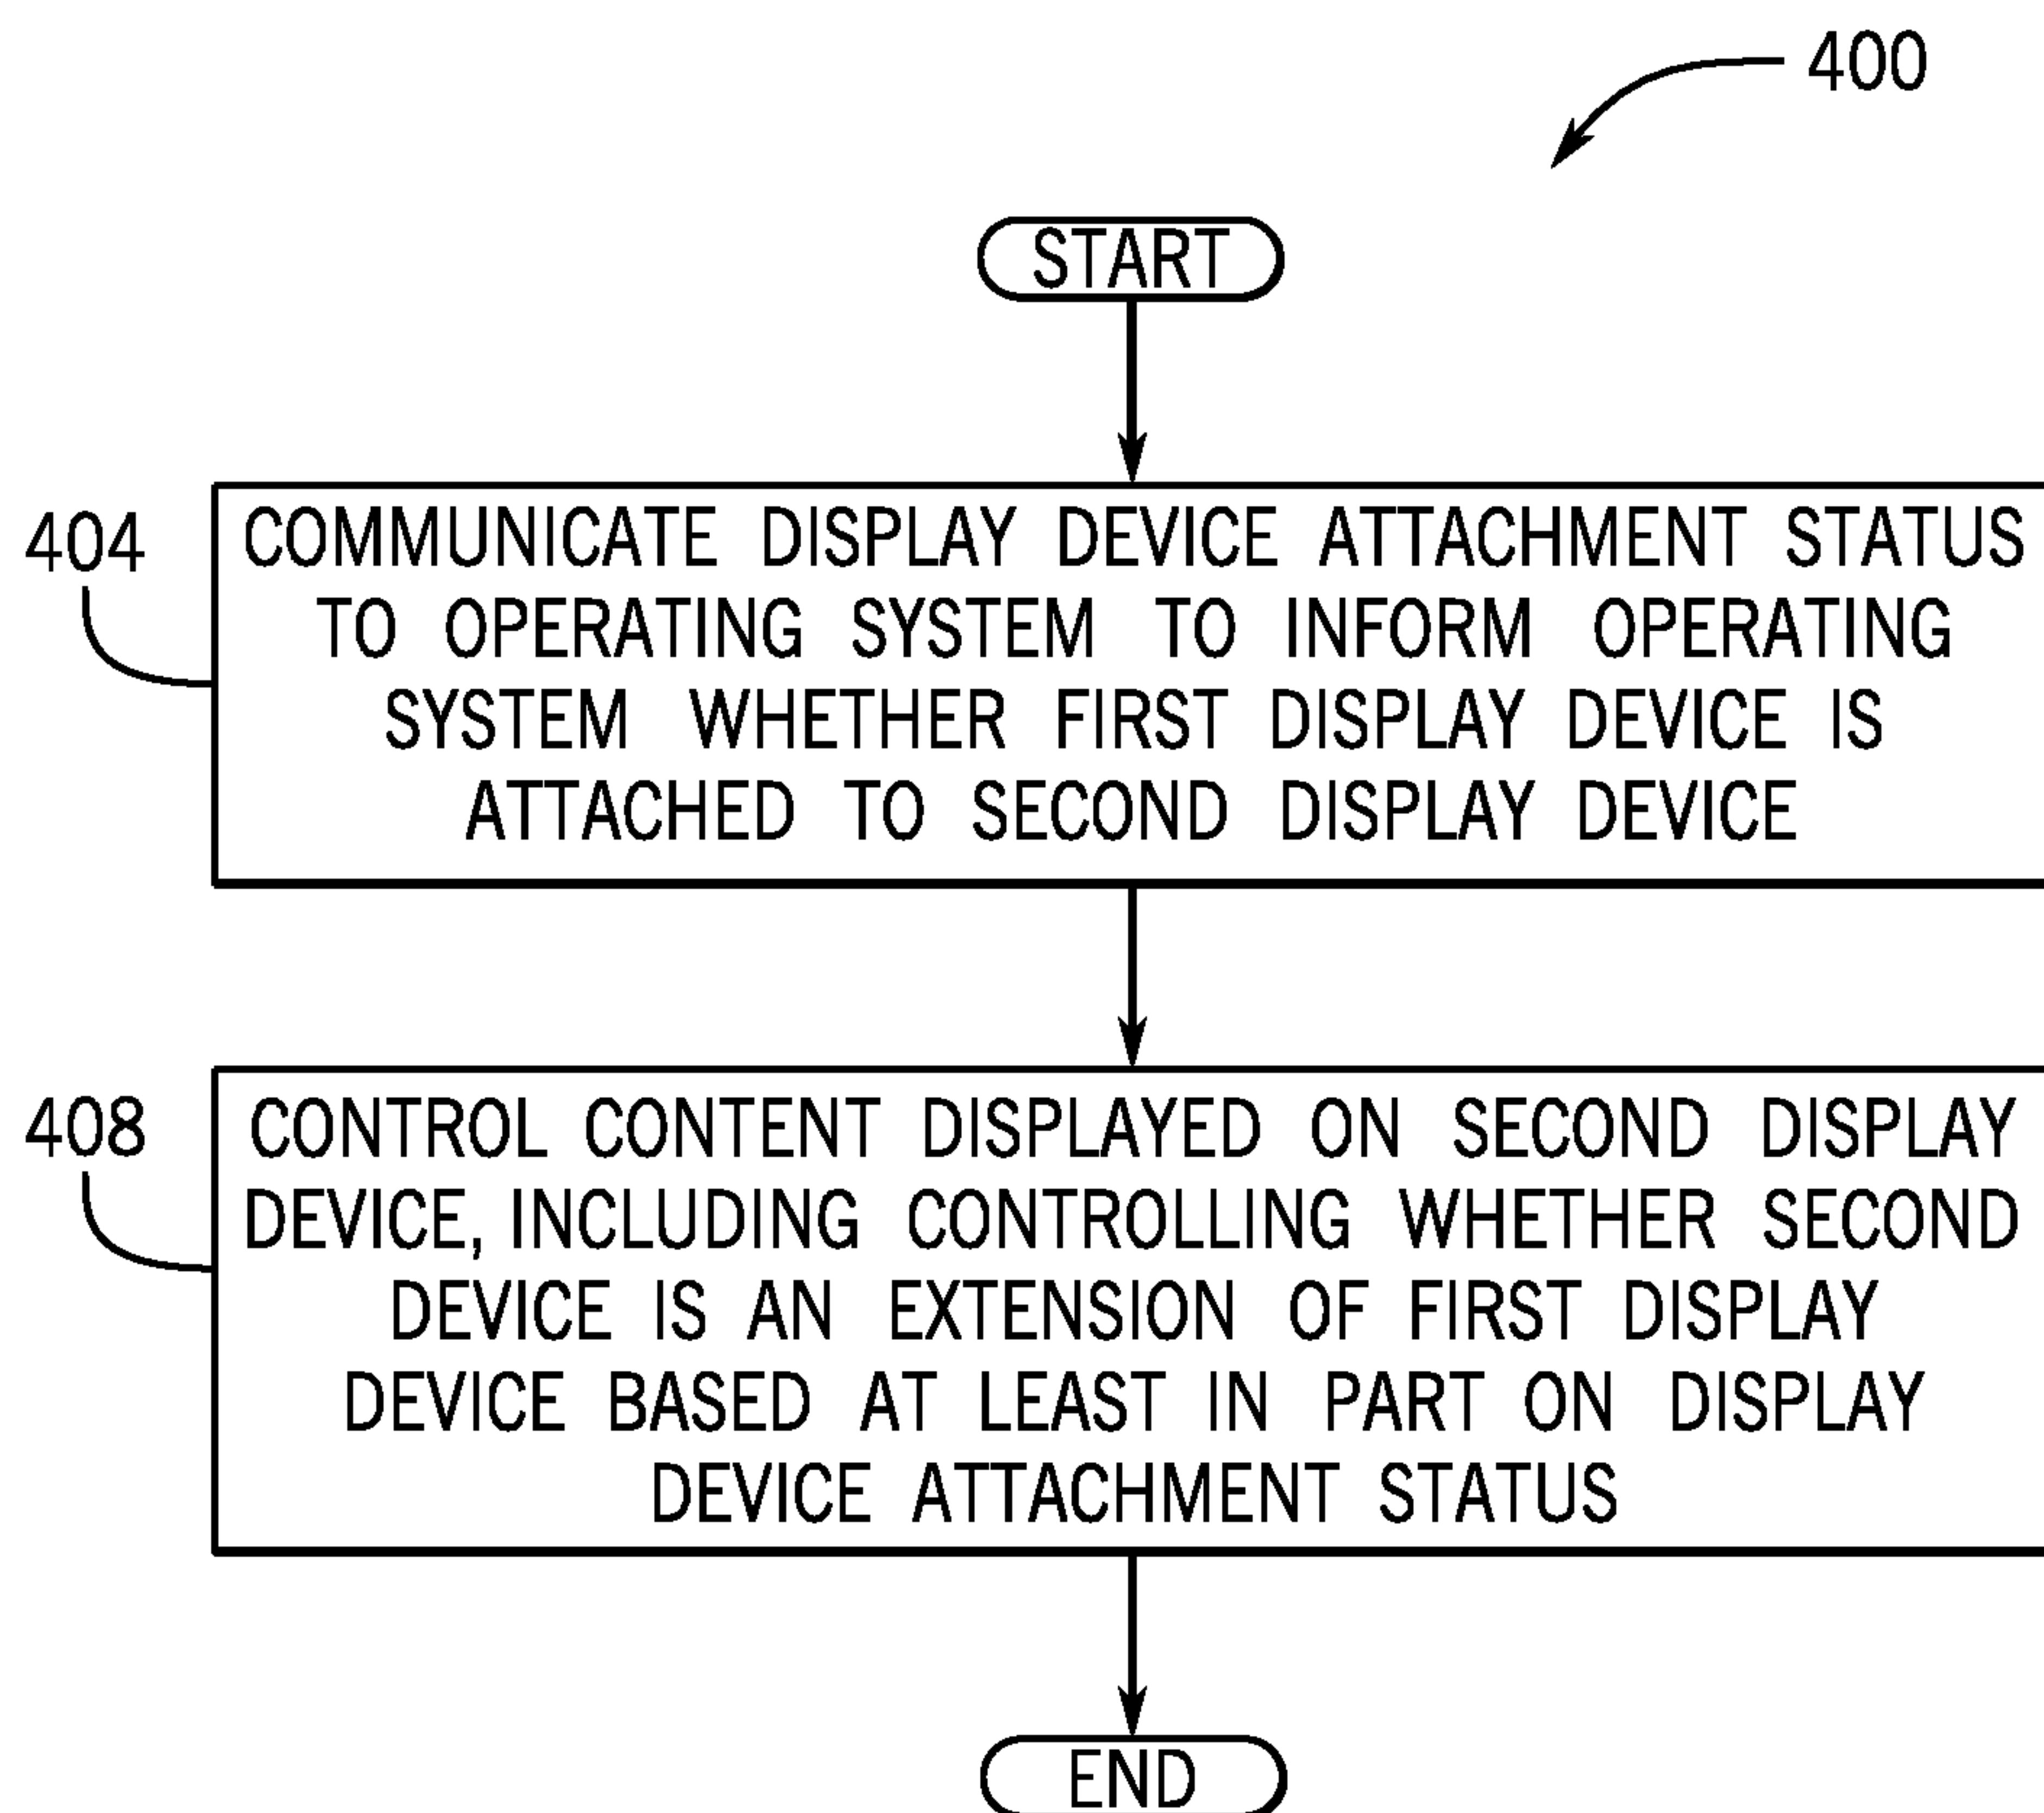 400
START
404
COMMUNICATE DISPLAY DEVICE ATTACHMENT STATUS
TO OPERATING SYSTEM TO INFORM OPERATING
SYSTEM WHETHER FIRST DISPLAY DEVICE IS
ATTACHED TO SECOND DISPLAY DEVICE
408
CONTROL CONTENT DISPLAYED ON SECOND DISPLAY
DEVICE, INCLUDING CONTROLLING WHETHER SECOND
DEVICE IS AN EXTENSION OF FIRST DISPLAY
DEVICE BASED AT LEAST IN PART ON DISPLAY
DEVICE ATTACHMENT STATUS
END